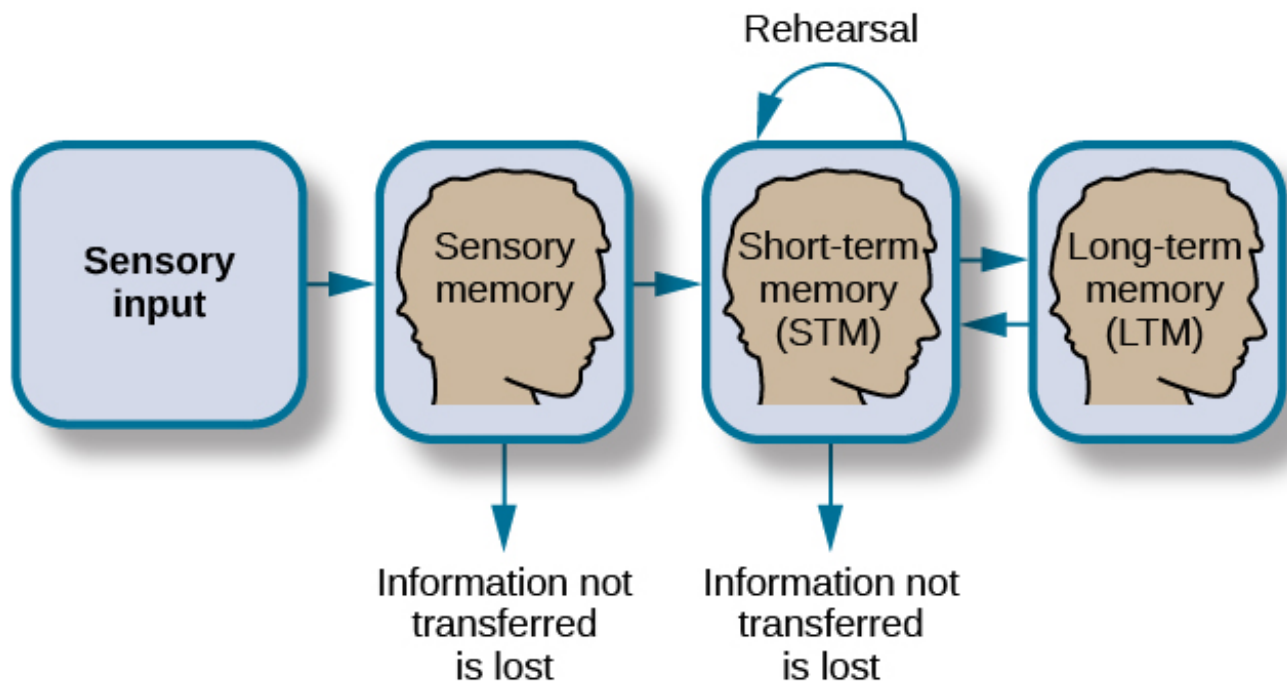 Rehearsal
Sensory
input
Sensory
memory
Short-term
memory
(STM)
Long-term
memory
(LTM)
Information not
transferred
is lost
Information not
transferred
is lost